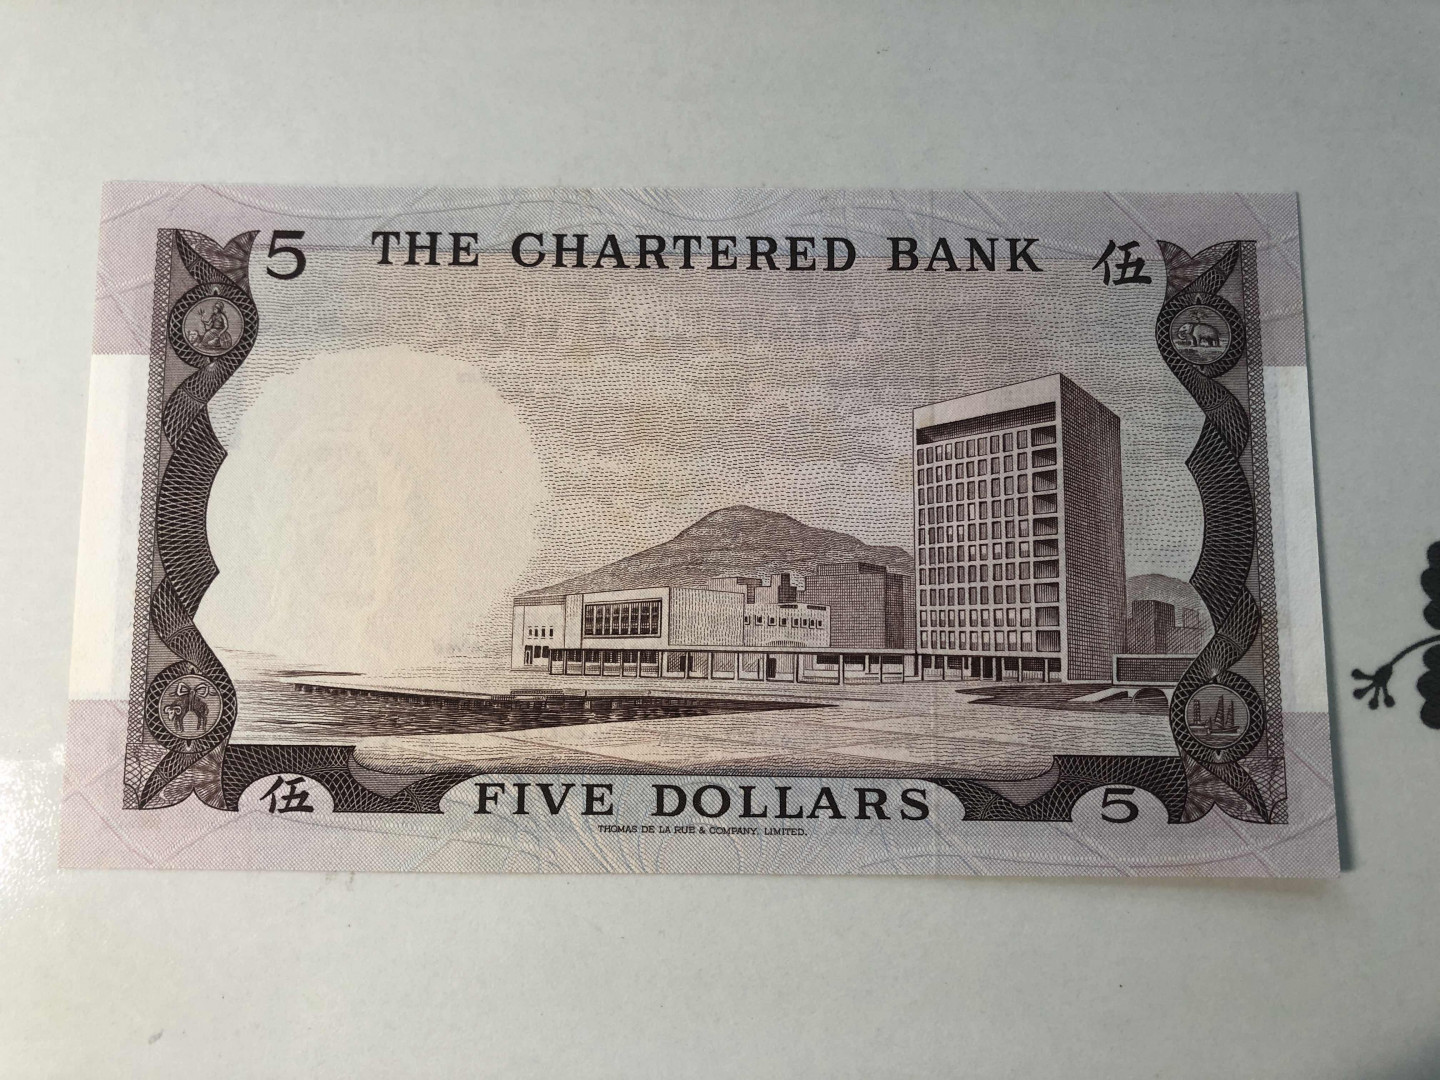 5 THE CHARTERED BANK 伍
伍 FIVE DOLLARS 5
THOMAS DE LA RUE & COMPANY, LIMITED.